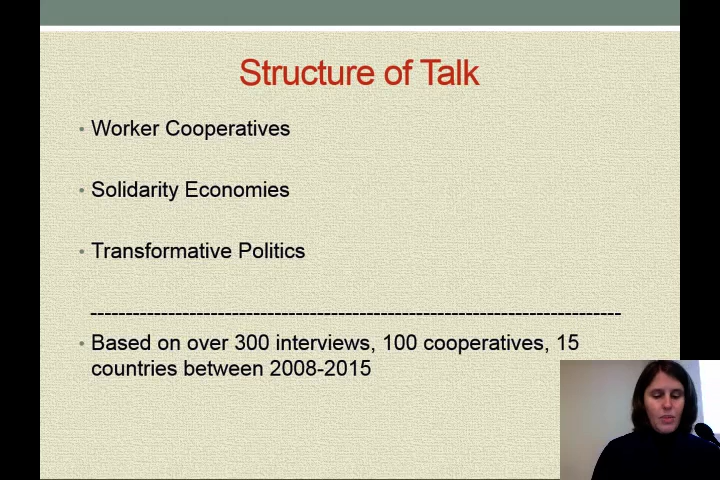 Structure of Talk
• Worker Cooperatives
• Solidarity Economies
• Transformative Politics
----------------------------------------------------------------------------
• Based on over 300 interviews, 100 cooperatives, 15
countries between 2008-2015